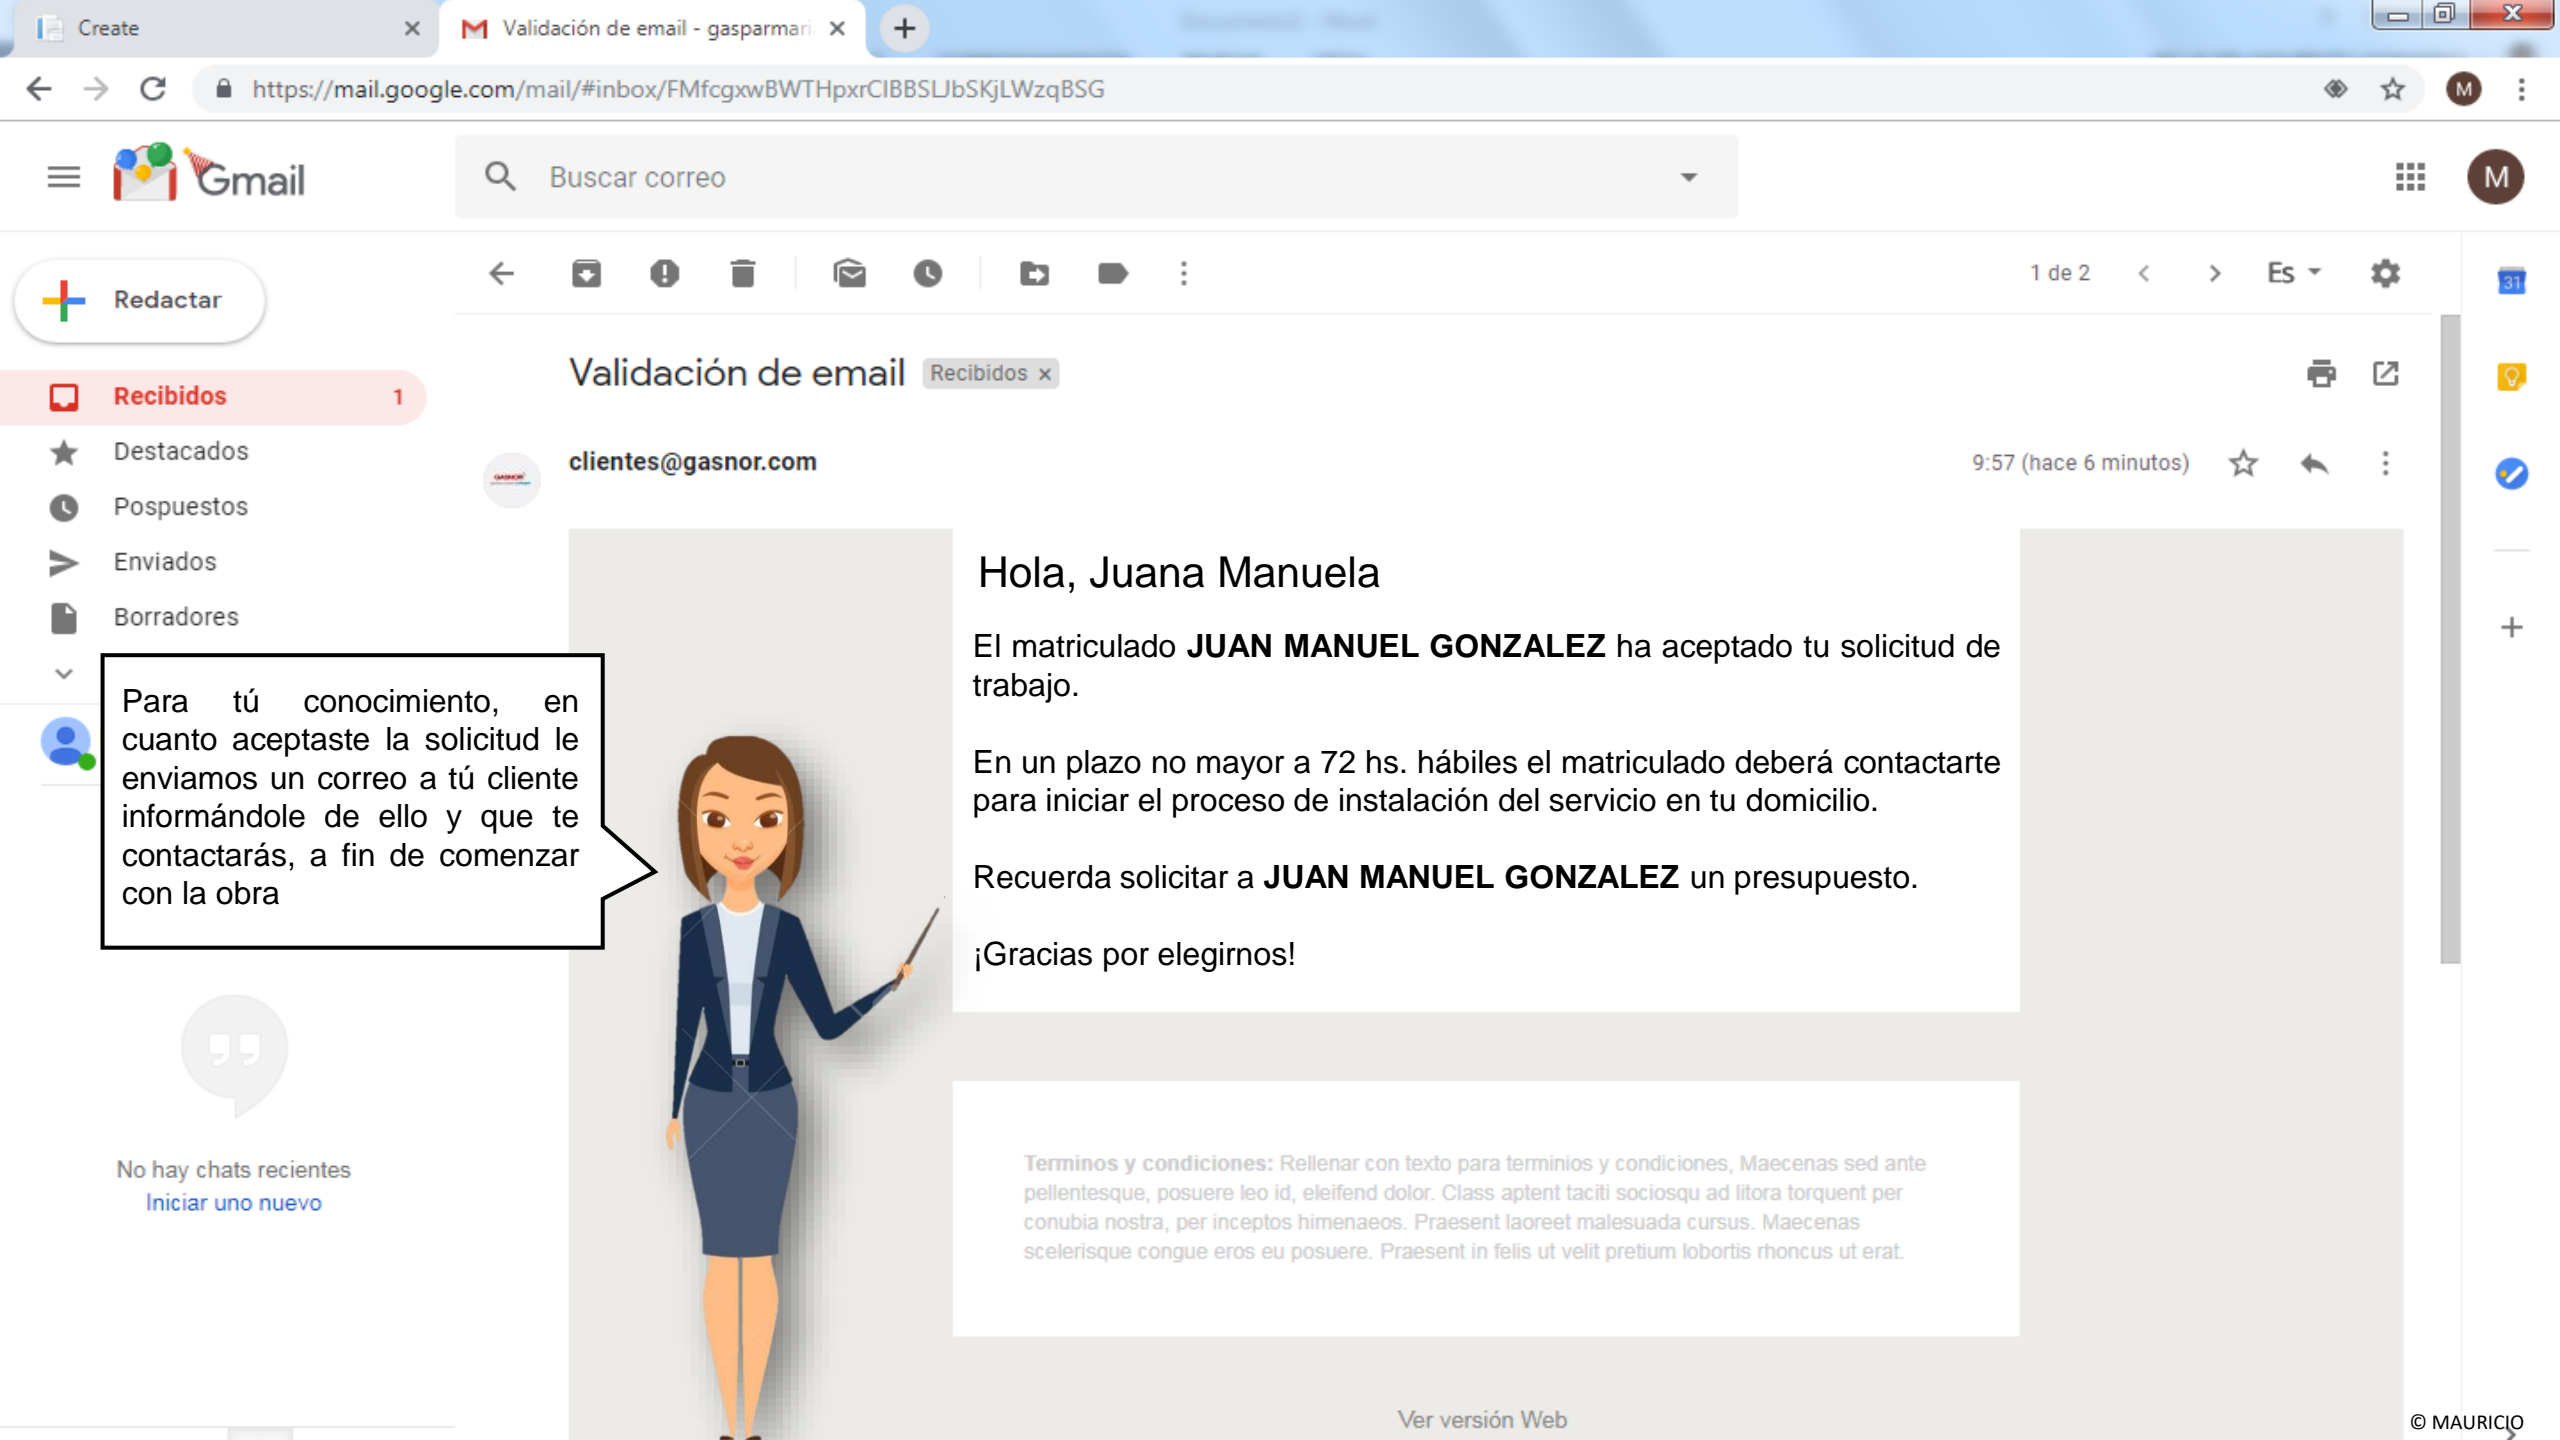 Create
Validación de email - gasparmari
https://mail.google.com/mail/#inbox/FMfcgxwBWTHpxrCIBBSLJbSKjLWzqBSG
M
Gmail
Buscar correo
M
Redactar
1 de 2
Es
31
Validación de email
Recibidos x
Recibidos 1
Destacados
Pospuestos
Enviados
Borradores
GASNOR
clientes@gasnor.com
9:57 (hace 6 minutos)
Hola, Juana Manuela
El matriculado JUAN MANUEL GONZALEZ ha aceptado tu solicitud de
trabajo.
En un plazo no mayor a 72 hs. hábiles el matriculado deberá contactarte
para iniciar el proceso de instalación del servicio en tu domicilio.
Recuerda solicitar a JUAN MANUEL GONZALEZ un presupuesto.
¡Gracias por elegirnos!
Para tú conocimiento, en
cuanto aceptaste la solicitud le
enviamos un correo a tú cliente
informándole de ello y que te
contactarás, a fin de comenzar
con la obra
No hay chats recientes
Iniciar uno nuevo
Terminos y condiciones: Rellenar con texto para terminios y condiciones, Maecenas sed ante
pellentesque, posuere leo id, eleifend dolor. Class aptent taciti sociosqu ad litora torquent per
conubia nostra, per inceptos himenaeos. Praesent laoreet malesuada cursus. Maecenas
scelerisque congue eros eu posuere. Praesent in felis ut velit pretium lobortis rhoncus ut erat.
Ver versión Web
© MAURICIO